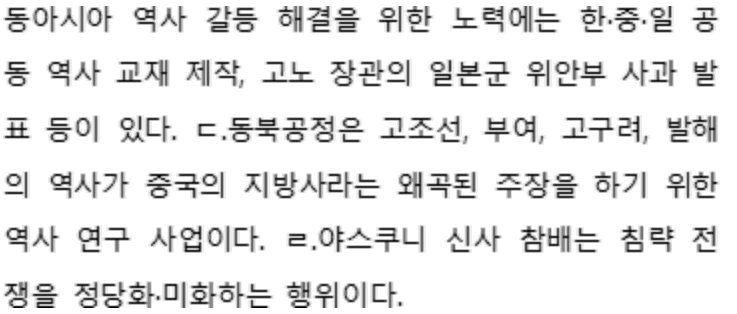 동아시아 역사 갈등 해결을 위한 노력에는 한·중·일 공
동 역사 교재 제작, 고노 장관의 일본군 위안부 사과 발
표 등이 있다. ㄷ.동북공정은 고조선, 부여, 고구려, 발해
의 역사가 중국의 지방사라는 왜곡된 주장을 하기 위한
역사 연구 사업이다. ㄹ.야스쿠니 신사 참배는 침략 전
쟁을 정당화·미화하는 행위이다.